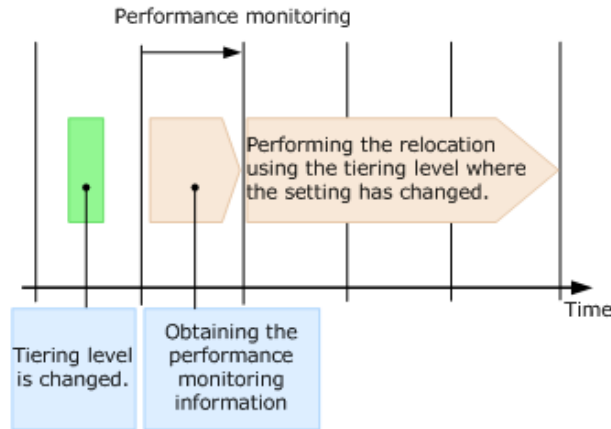 Performance monitoring
Performing the relocation
using the tiering level where
the setting has changed.
Time
Tiering level
is changed.
Obtaining the
performance
monitoring
information